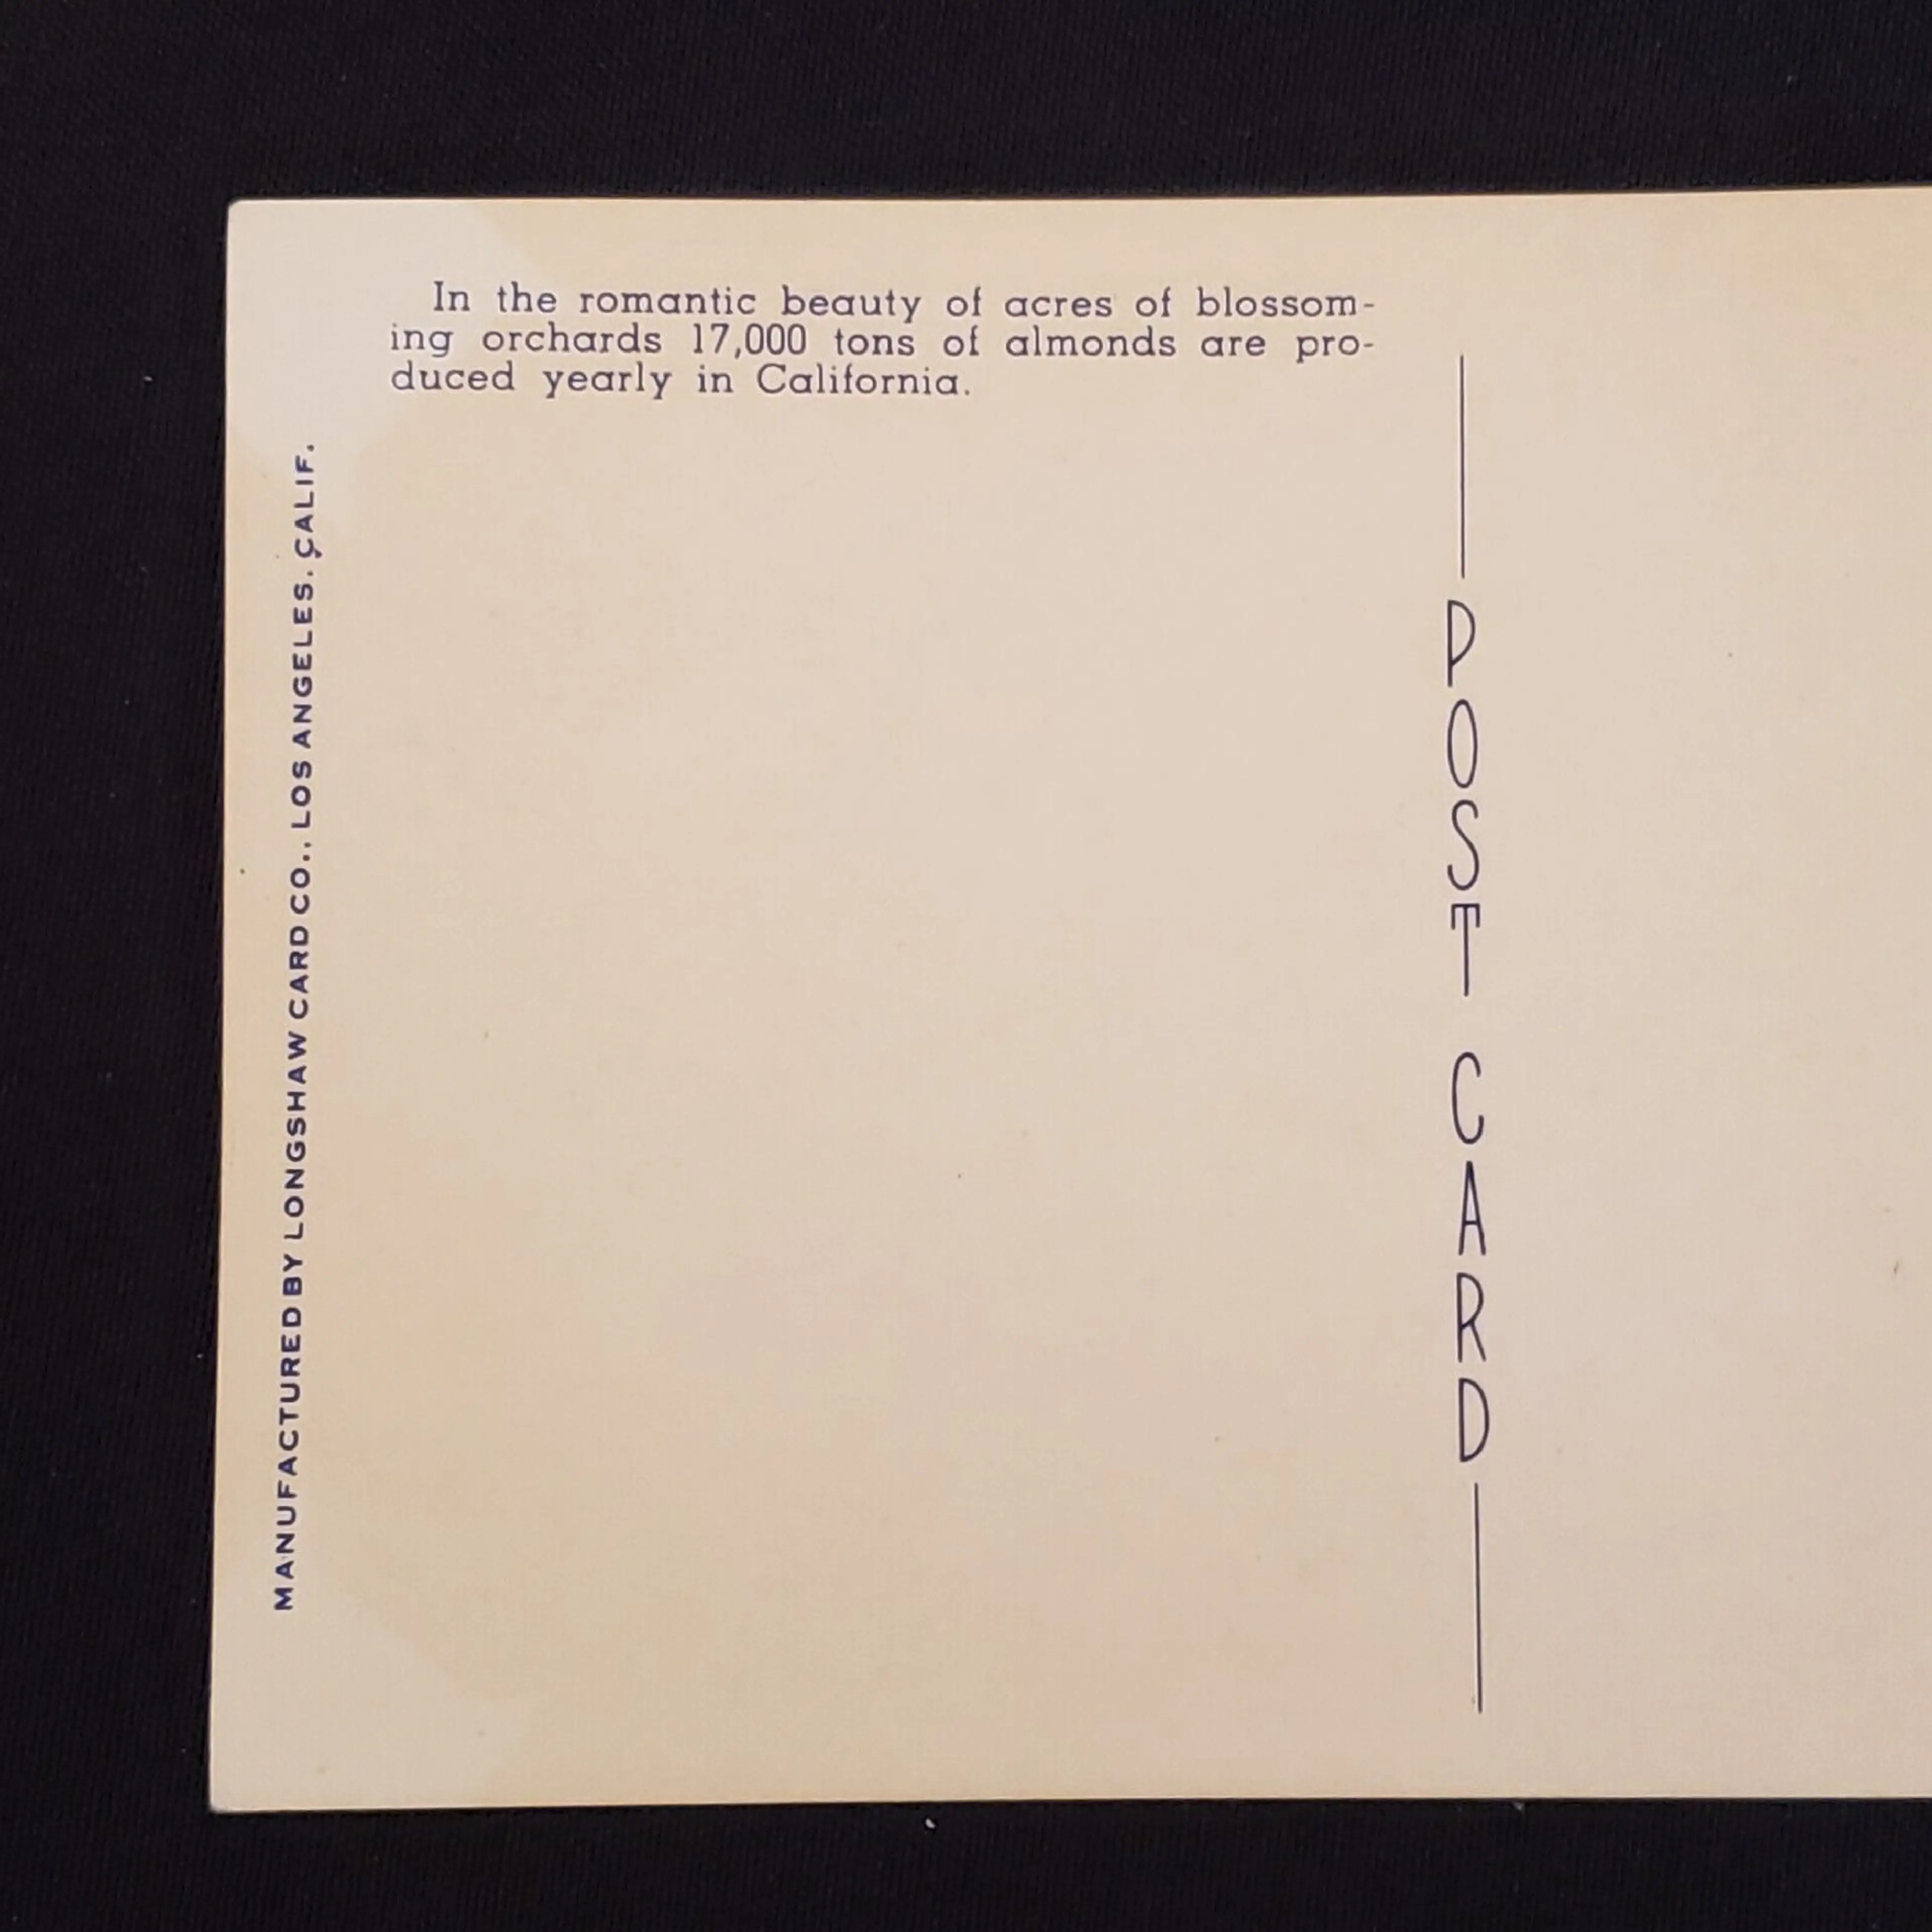 In the romantic beauty of acres of blossom-
ing orchards 17,000 tons of almonds are pro-
duced yearly in California.
MANUFACTURED BY LONGSHAW CARD CO., LOS ANGELES. CALIF.
POST CARD